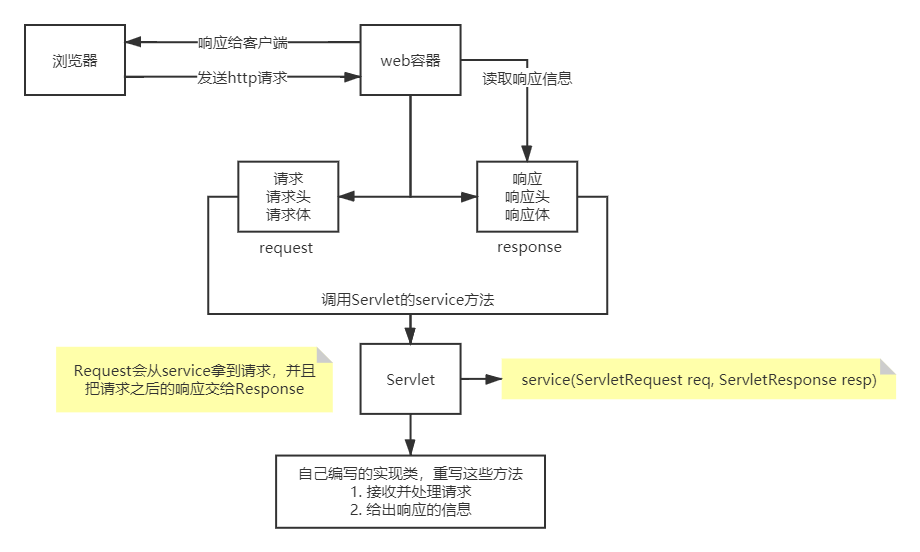 浏览器
响应给客户端
发送http请求
web容器
读取响应信息
请求
请求头
请求体
request
响应
响应头
响应体
response
调用Servlet的service方法
Request会从service拿到请求，并且
把请求之后的响应交给Response
Servlet
service(ServletRequest req, ServletResponse resp)
自己编写的实现类，重写这些方法
1. 接收并处理请求
2. 给出响应的信息